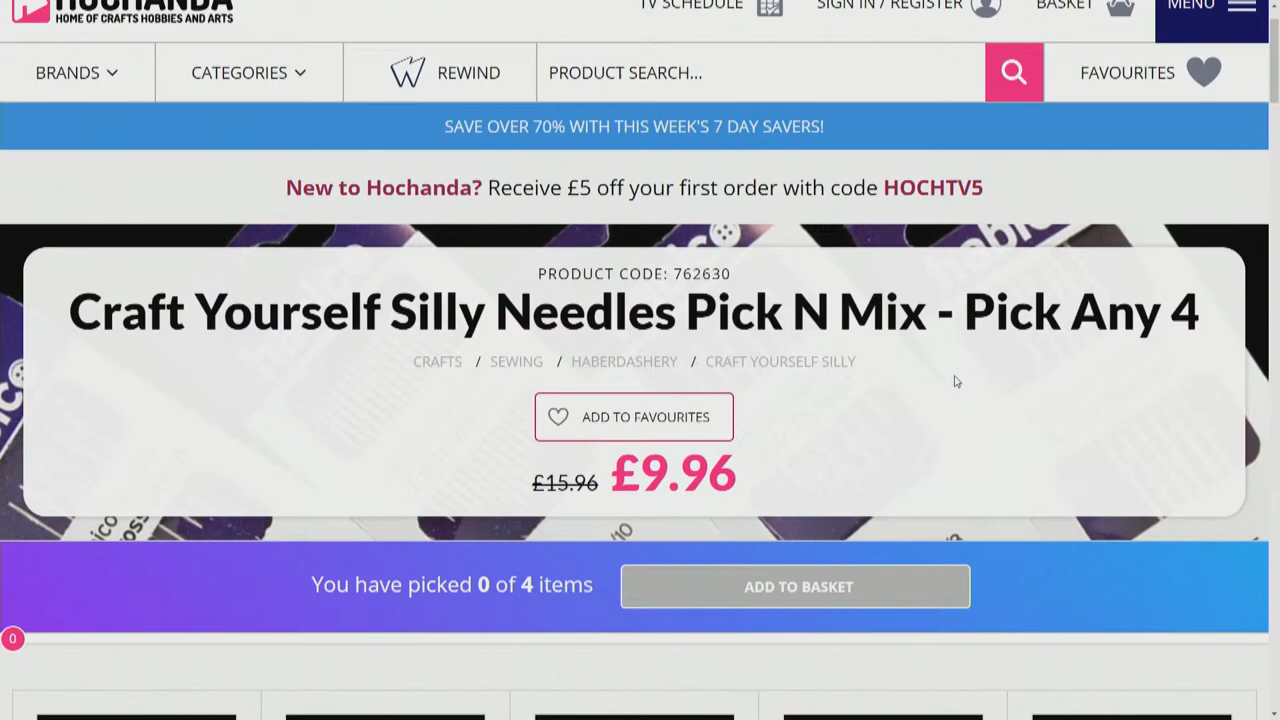 HOCHANDA
HOME OF CRAFTS HOBBIES AND ARTS
TV SCHEDULE
SIGN IN / REGISTER
BASKET
MENU
BRANDS
CATEGORIES
REWIND
PRODUCT SEARCH...
FAVOURITES
SAVE OVER 70% WITH THIS WEEK'S 7 DAY SAVERS!
New to Hochanda? Receive £5 off your first order with code HOCHTV5
PRODUCT CODE: 762630
Craft Yourself Silly Needles Pick N Mix - Pick Any 4
CRAFTS / SEWING / HABERDASHERY / CRAFT YOURSELF SILLY
ADD TO FAVOURITES
£15.96 £9.96
You have picked 0 of 4 items
ADD TO BASKET
0